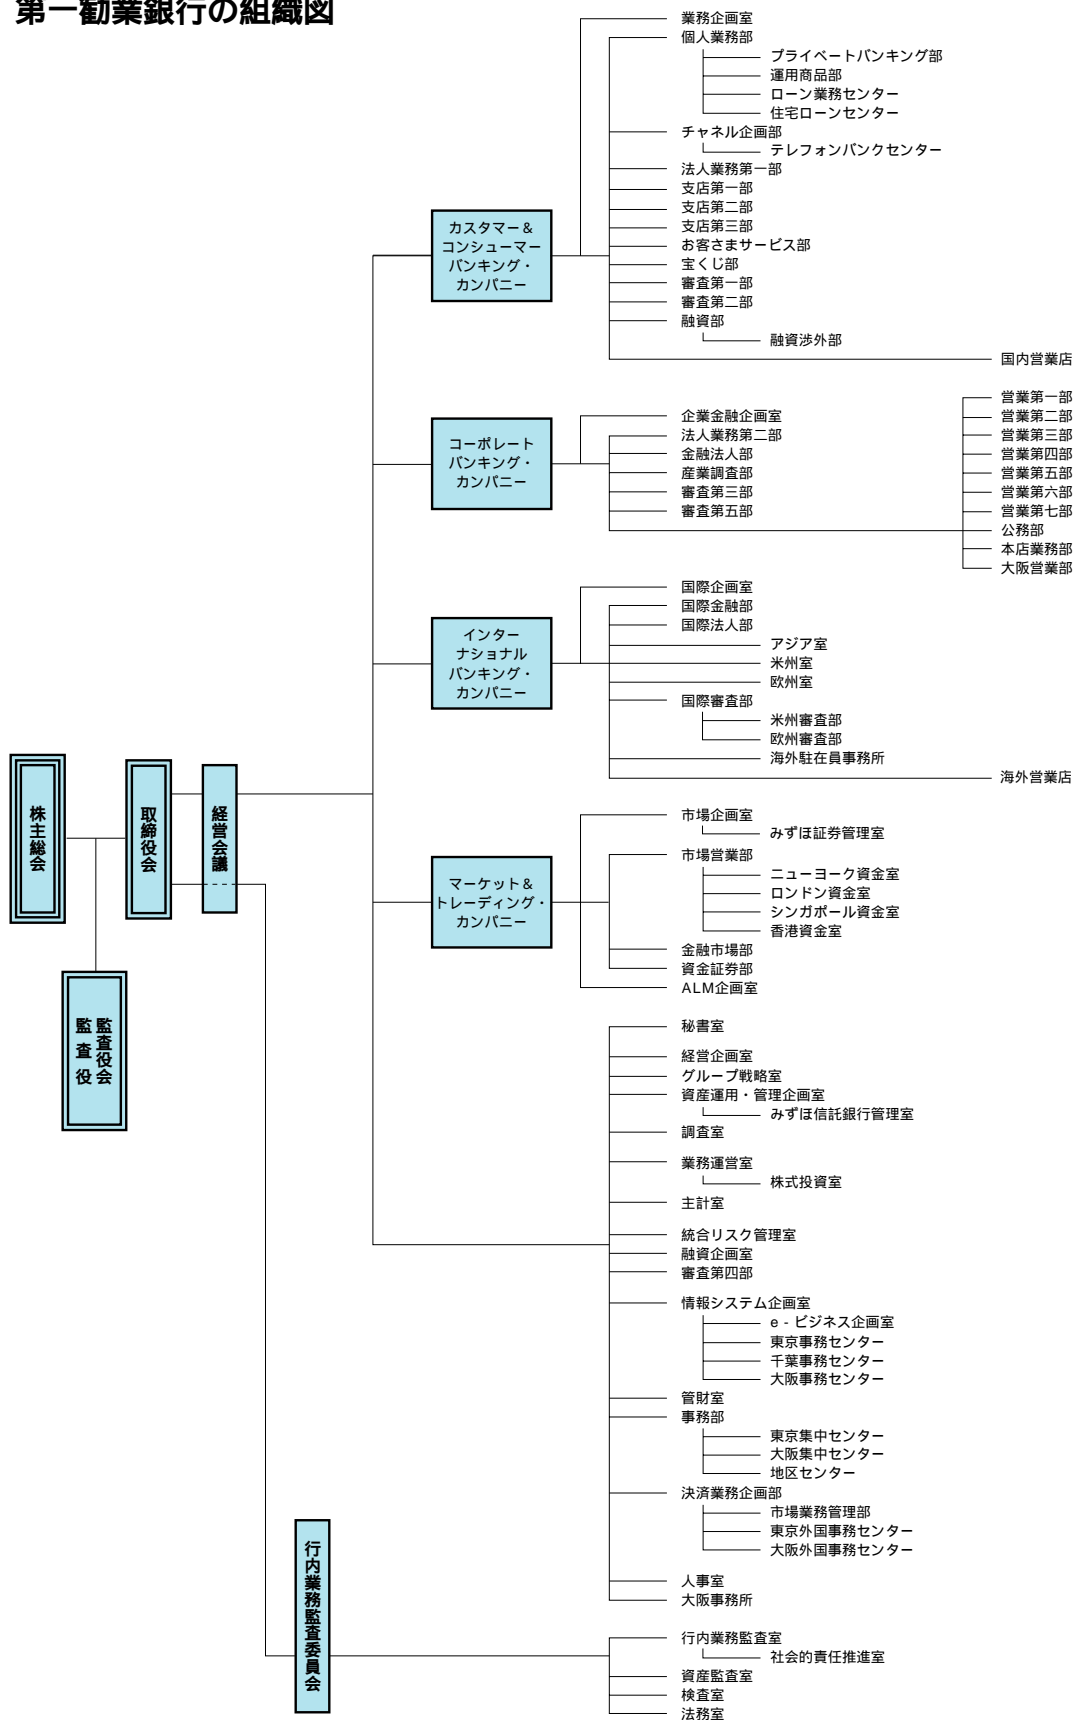 第一勧業銀行の組織図
株主総会
監査役会
監査役
取締役会
経営会議
行内業務監査委員会
カスタマー＆
コンシューマー
バンキング・
カンパニー
業務企画室
個人業務部
プライベートバンキング部
運用商品部
ローン業務センター
住宅ローンセンター
チャネル企画部
テレフォンバンクセンター
法人業務第一部
支店第一部
支店第二部
支店第三部
お客さまサービス部
宝くじ部
審査第一部
審査第二部
融資部
融資渉外部
国内営業店
コーポレート
バンキング・
カンパニー
企業金融企画室
法人業務第二部
金融法人部
産業調査部
審査第三部
審査第五部
営業第一部
営業第二部
営業第三部
営業第四部
営業第五部
営業第六部
営業第七部
公務部
本店業務部
大阪営業部
インター
ナショナル
バンキング・
カンパニー
国際企画室
国際金融部
国際法人部
アジア室
米州室
欧州室
国際審査部
米州審査部
欧州審査部
海外駐在員事務所
海外営業店
マーケット＆
トレーディング・
カンパニー
市場企画室
みずほ証券管理室
市場営業部
ニューヨーク資金室
ロンドン資金室
シンガポール資金室
香港資金室
金融市場部
資金証券部
ALM企画室
秘書室
経営企画室
グループ戦略室
資産運用・管理企画室
みずほ信託銀行管理室
調査室
業務運営室
株式投資室
主計室
統合リスク管理室
融資企画室
審査第四部
情報システム企画室
e - ビジネス企画室
東京事務センター
千葉事務センター
大阪事務センター
管財室
事務部
東京集中センター
大阪集中センター
地区センター
決済業務企画部
市場業務管理部
東京外国事務センター
大阪外国事務センター
人事室
大阪事務所
行内業務監査室
社会的責任推進室
資産監査室
検査室
法務室